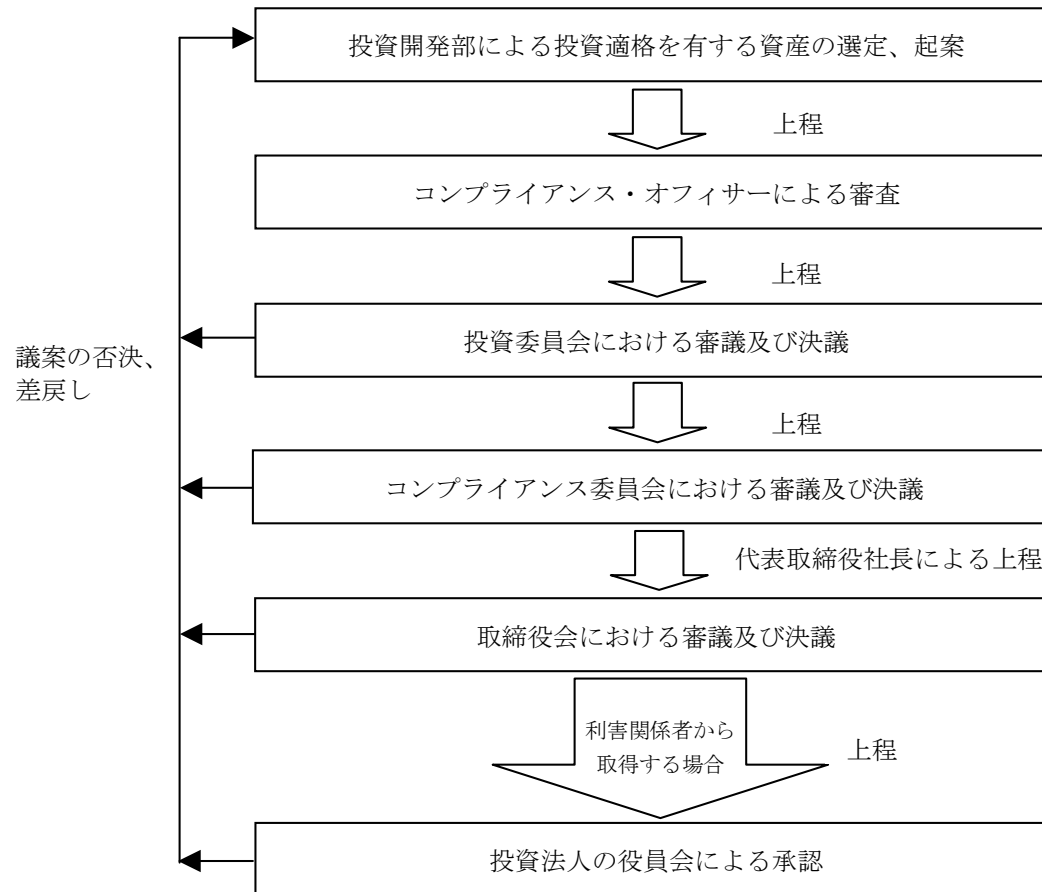 投資開発部による投資適格を有する資産の選定、起案
上程
コンプライアンス・オフィサーによる審査
上程
投資委員会における審議及び決議
議案の否決、
差戻し
上程
コンプライアンス委員会における審議及び決議
代表取締役社長による上程
取締役会における審議及び決議
利害関係者から
取得する場合
上程
投資法人の役員会による承認